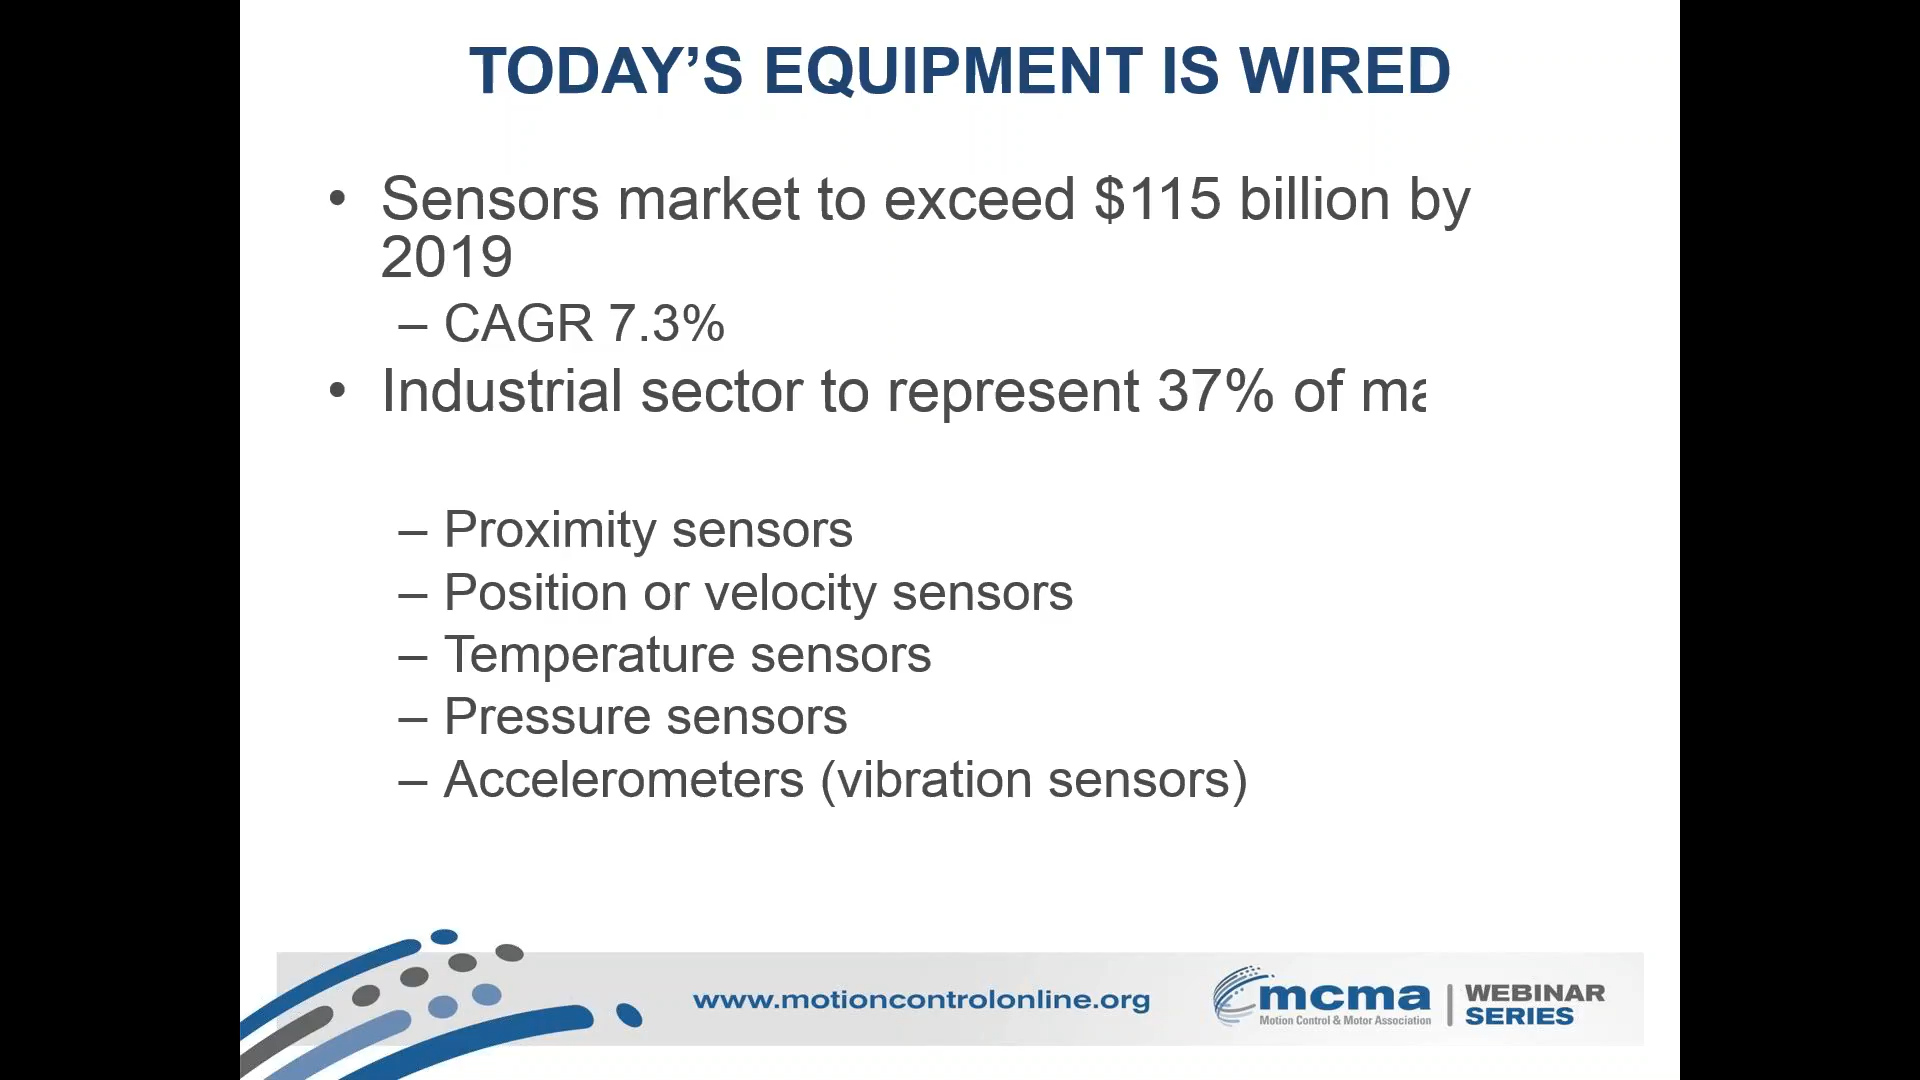 TODAY’S EQUIPMENT IS WIRED
• Sensors market to exceed $115 billion by
2019
– CAGR 7.3%
• Industrial sector to represent 37% of
– Proximity sensors
– Position or velocity sensors
– Temperature sensors
– Pressure sensors
– Accelerometers (vibration sensors)
www.motioncontrolonline.org
mcma
Motion Control & Motor Association
WEBINAR
SERIES